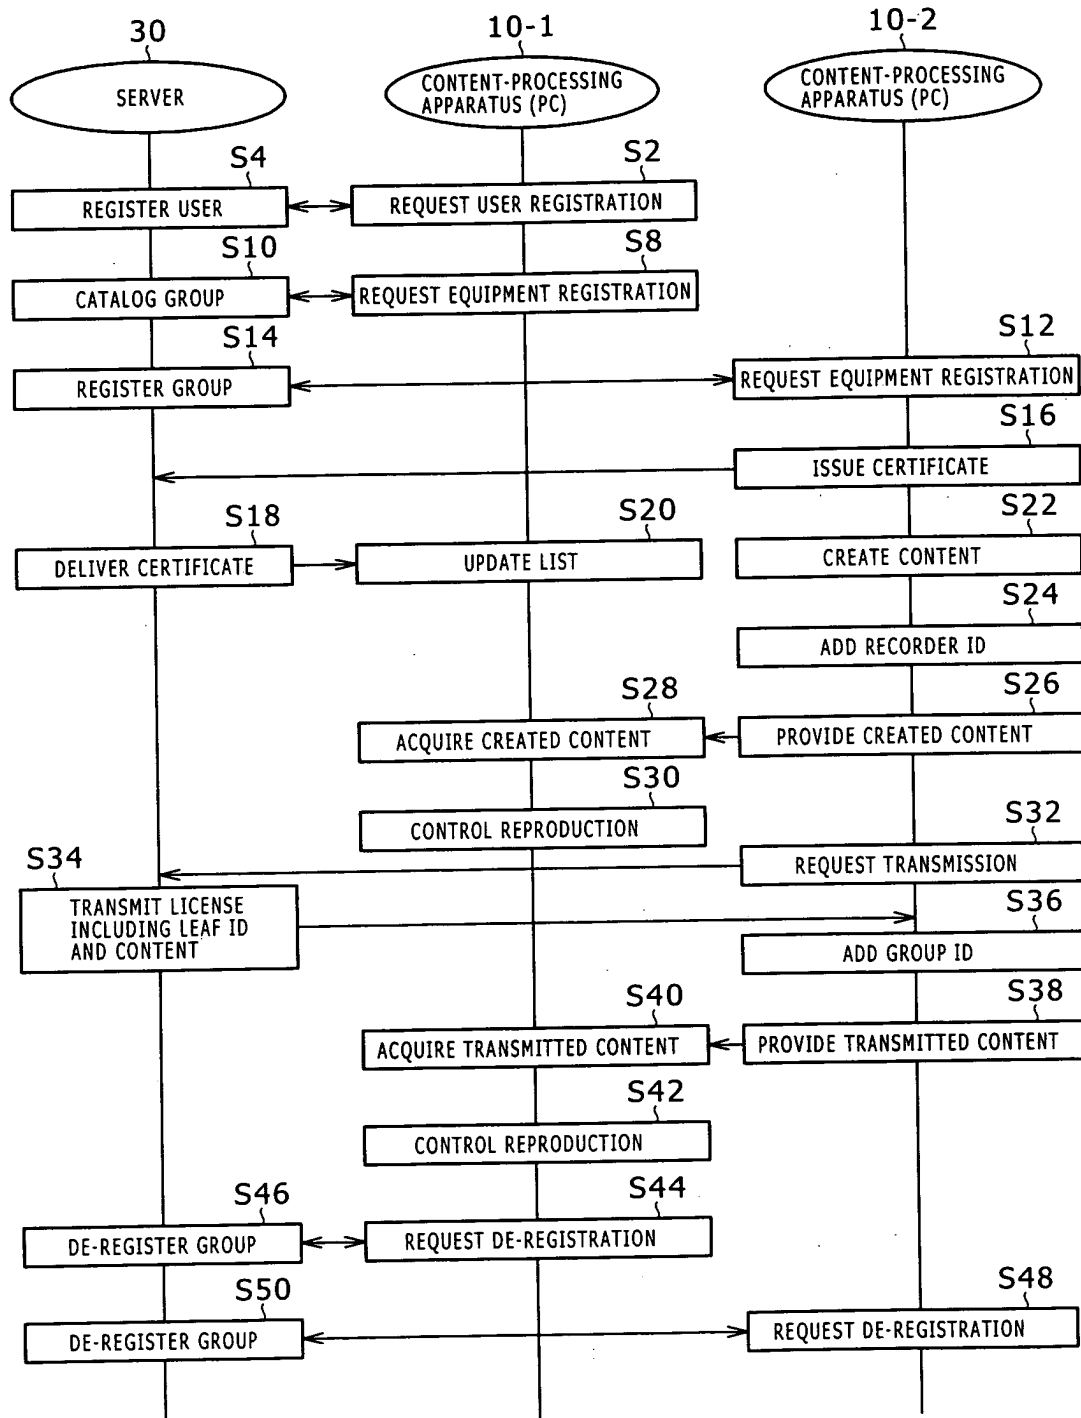 30
10-1
10-2
SERVER
CONTENT-PROCESSING
APPARATUS (PC)
CONTENT-PROCESSING
APPARATUS (PC)
S4
S2
REGISTER USER
REQUEST USER REGISTRATION
S10
S8
CATALOG GROUP
REQUEST EQUIPMENT REGISTRATION
S14
S12
REGISTER GROUP
REQUEST EQUIPMENT REGISTRATION
S16
ISSUE CERTIFICATE
S18
S20
S22
DELIVER CERTIFICATE
UPDATE LIST
CREATE CONTENT
S24
ADD RECORDER ID
S28
S26
ACQUIRE CREATED CONTENT
PROVIDE CREATED CONTENT
S30
CONTROL REPRODUCTION
S32
REQUEST TRANSMISSION
S34
TRANSMIT LICENSE
INCLUDING LEAF ID
AND CONTENT
S36
ADD GROUP ID
S40
S38
ACQUIRE TRANSMITTED CONTENT
PROVIDE TRANSMITTED CONTENT
S42
CONTROL REPRODUCTION
S46
S44
DE-REGISTER GROUP
REQUEST DE-REGISTRATION
S50
S48
DE-REGISTER GROUP
REQUEST DE-REGISTRATION